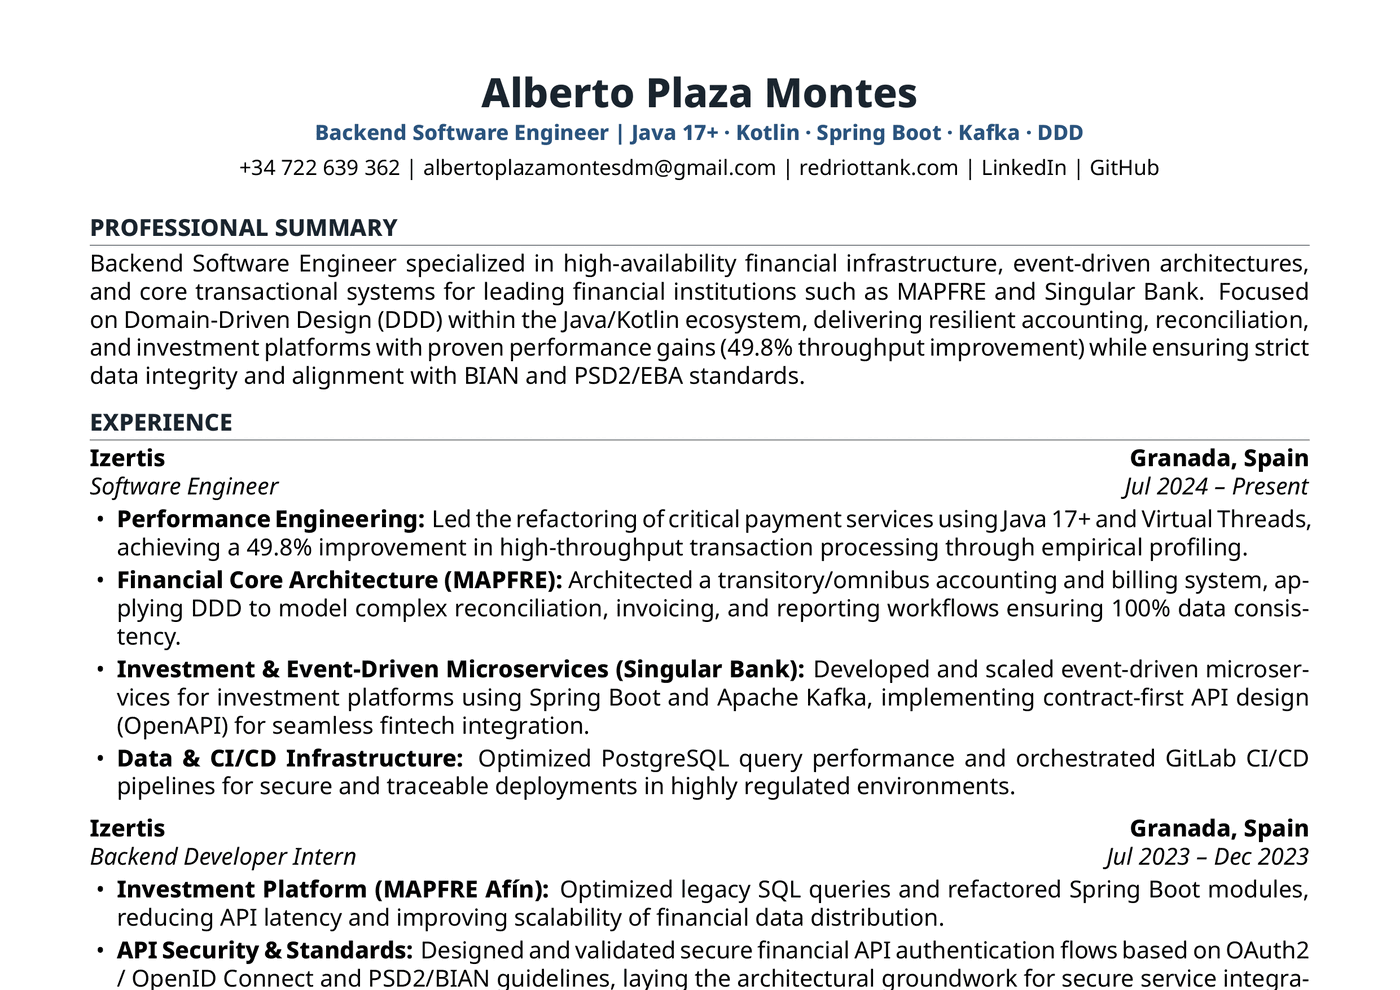 Alberto Plaza Montes
Backend Software Engineer | Java 17+ · Kotlin · Spring Boot · Kafka · DDD
+34 722 639 362 | albertoplazamontesdm@gmail.com | redriottank.com | LinkedIn | GitHub
PROFESSIONAL SUMMARY
Backend Software Engineer specialized in high-availability financial infrastructure, event-driven architectures,
and core transactional systems for leading financial institutions such as MAPFRE and Singular Bank. Focused
on Domain-Driven Design (DDD) within the Java/Kotlin ecosystem, delivering resilient accounting, reconciliation,
and investment platforms with proven performance gains (49.8% throughput improvement) while ensuring strict
data integrity and alignment with BIAN and PSD2/EBA standards.
EXPERIENCE
Izertis Granada, Spain
Software Engineer Jul 2024 – Present
• Performance Engineering: Led the refactoring of critical payment services using Java 17+ and Virtual Threads,
achieving a 49.8% improvement in high-throughput transaction processing through empirical profiling.
• Financial Core Architecture (MAPFRE): Architected a transitory/omnibus accounting and billing system, ap-
plying DDD to model complex reconciliation, invoicing, and reporting workflows ensuring 100% data consis-
tency.
• Investment & Event-Driven Microservices (Singular Bank): Developed and scaled event-driven microser-
vices for investment platforms using Spring Boot and Apache Kafka, implementing contract-first API design
(OpenAPI) for seamless fintech integration.
• Data & CI/CD Infrastructure: Optimized PostgreSQL query performance and orchestrated GitLab CI/CD
pipelines for secure and traceable deployments in highly regulated environments.
Izertis Granada, Spain
Backend Developer Intern Jul 2023 – Dec 2023
• Investment Platform (MAPFRE Afín): Optimized legacy SQL queries and refactored Spring Boot modules,
reducing API latency and improving scalability of financial data distribution.
• API Security & Standards: Designed and validated secure financial API authentication flows based on OAuth2
/ OpenID Connect and PSD2/BIAN guidelines, laying the architectural groundwork for secure service integra-